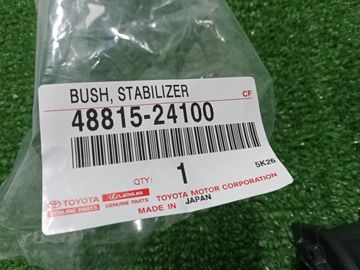 BUSH, STABILIZER CF
48815-24100
QTY: 1 5K26
TOYOTA LEXUS TOYOTA MOTOR CORPORATION
GENUINE PARTS GENUINE PARTS
MADE IN JAPAN